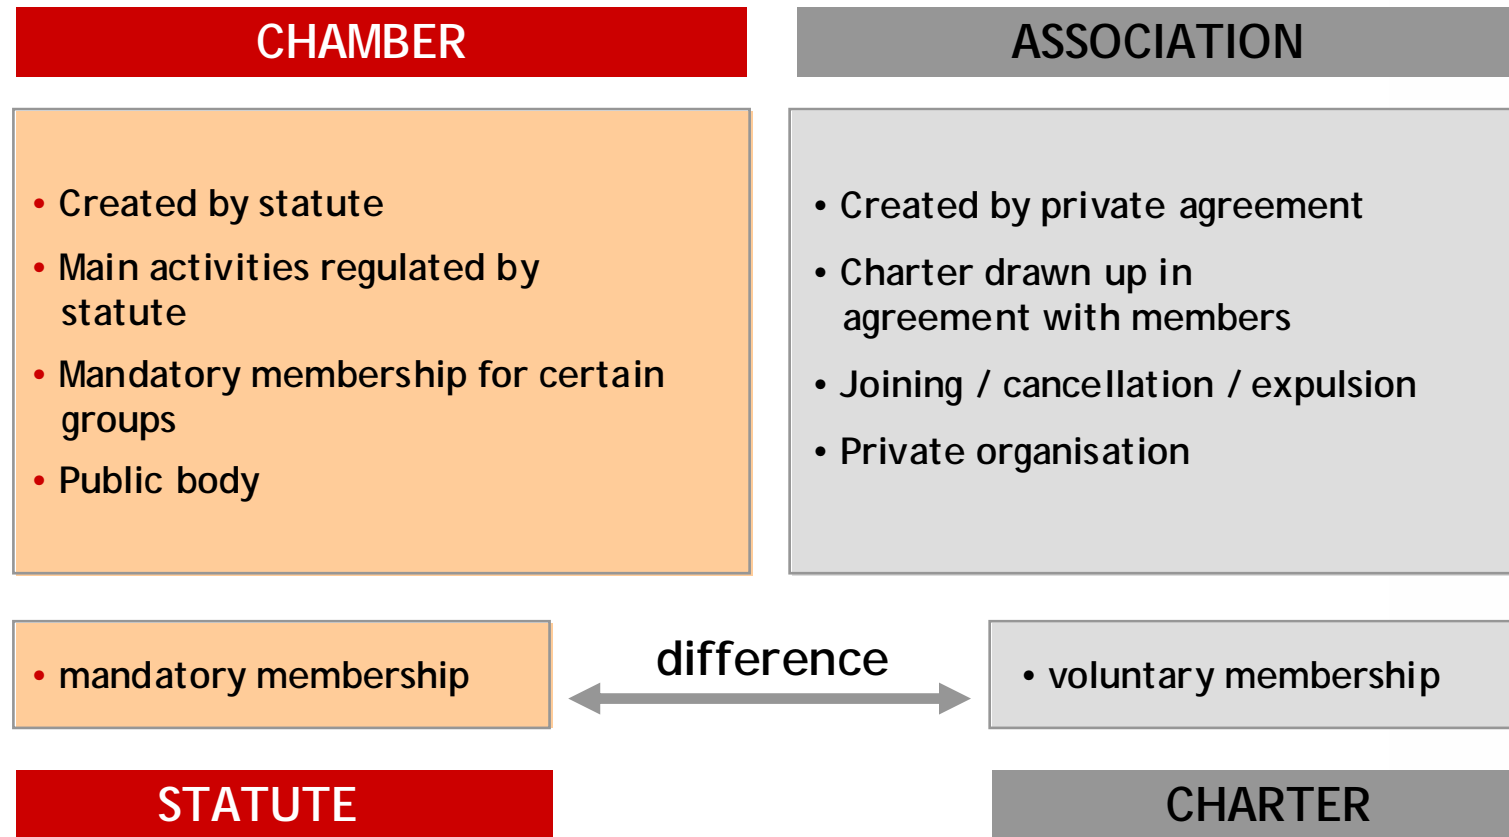 CHAMBER
• Created by statute
• Main activities regulated by
statute
• Mandatory membership for certain
groups
• Public body
ASSOCIATION
• Created by private agreement
• Charter drawn up in
agreement with members
• Joining / cancellation / expulsion
• Private organisation
• mandatory membership
difference
• voluntary membership
STATUTE
CHARTER